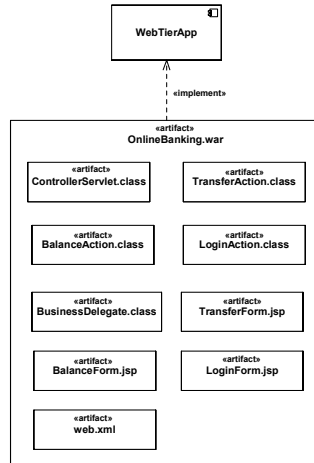 WebTierApp
«implement»
«artifact»
OnlineBanking.war
«artifact»
ControllerServlet.class
«artifact»
TransferAction.class
«artifact»
BalanceAction.class
«artifact»
LoginAction.class
«artifact»
BusinessDelegate.class
«artifact»
TransferForm.jsp
«artifact»
BalanceForm.jsp
«artifact»
LoginForm.jsp
«artifact»
web.xml